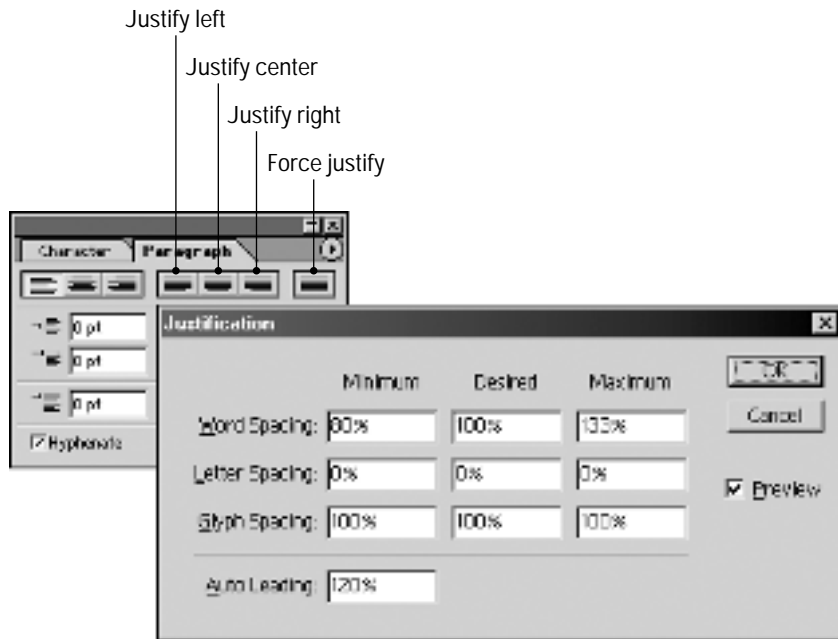 Justify left
Justify center
Justify right
Force justify
Character Paragraph
0 pt
0 pt
0 pt
Hyphenate
Justification
Minimum Desired Maximum
Word Spacing: 80% 100% 133%
Letter Spacing: 0% 0% 0%
Glyph Spacing: 100% 100% 100%
Auto Leading: 120%
OK
Cancel
Preview